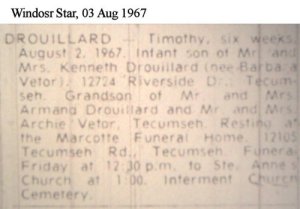 Windosr Star, 03 Aug 1967
DROUILLARD — Timothy, six weeks,
August 2, 1967. Infant son of Mr. and
Mrs. Kenneth Drouillard (nee Barbara
Vetor), 12724 Riverside Dr., Tecum-
seh. Grandson of Mr. and Mrs.
Armand Drouillard and Mr. and Mrs.
Archie Vetor, Tecumseh. Resting at
the Marcotte Funeral Home, 12105
Tecumseh Rd., Tecumseh. Funeral
Friday at 12:30 p.m. to Ste. Anne's
Church at 1:00. Interment Church
Cemetery.